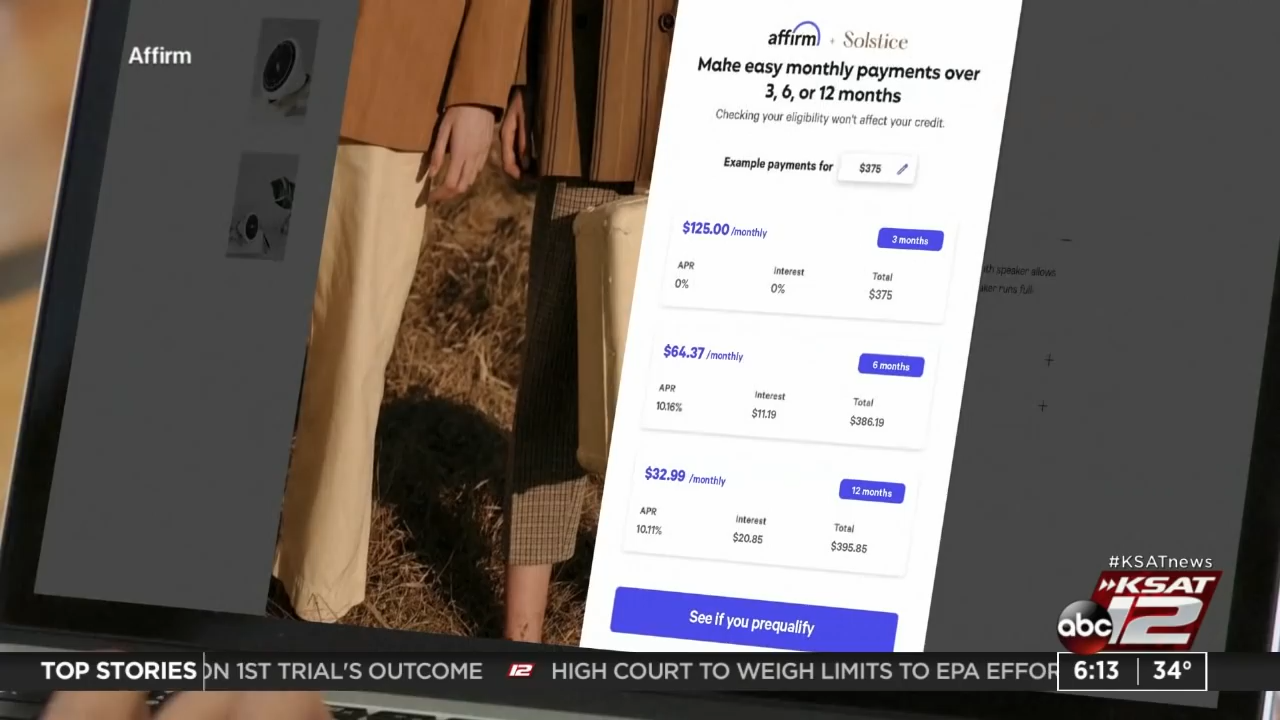 Affirm
affirm + Solstice
Make easy monthly payments over
3, 6, or 12 months
Checking your eligibility won't affect your credit.
Example payments for $375
$125.00 /monthly 3 months
APR Interest Total
0% 0% $375
$64.37 /monthly 6 months
APR Interest Total
10.16% $11.19 $386.19
$32.99 /monthly 12 months
APR Interest Total
10.11% $20.85 $395.85
See if you prequalify
speaker allows
runs full
#KSATnews
KSAT
abc 12
TOP STORIES ON 1ST TRIAL'S OUTCOME 12 HIGH COURT TO WEIGH LIMITS TO EPA 6:13 34°